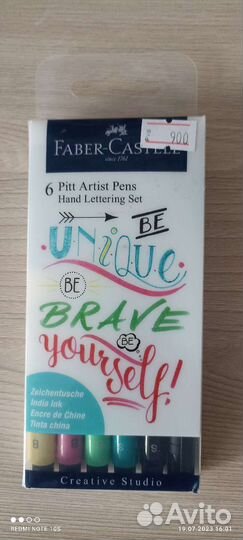 FABER-CASTELL
since 1761
900
6 Pitt Artist Pens
Hand Lettering Set
BE
UNIQUE
BE
BRAVE
BE
yourself!
Zeichentusche
India Ink
Encre de Chine
Tinta china
B
B
B
S
S
Creative Studio
REDMI NOTE 10S
19.07.2023 16:01
Avito